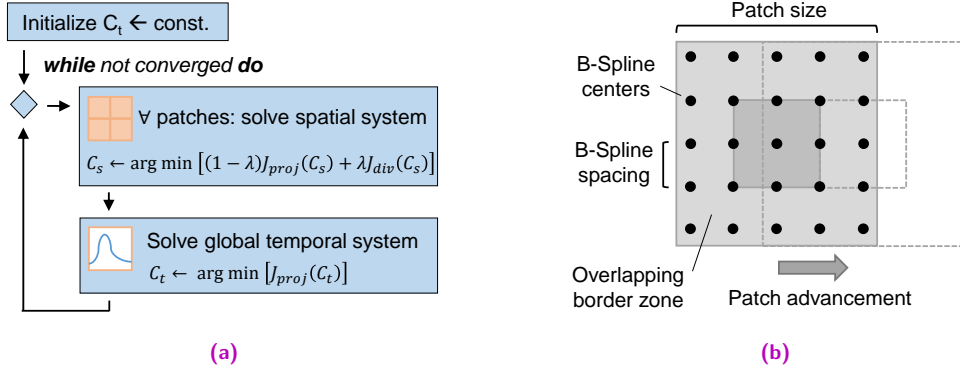 Initialize C_t ← const.
while not converged do
∀ patches: solve spatial system
C_s ← arg min [(1 − λ)J_proj(C_s) + λJ_div(C_s)]
Solve global temporal system
C_t ← arg min [J_proj(C_t)]
(a)
Patch size
B-Spline
centers
B-Spline
spacing
Overlapping
border zone
Patch advancement
(b)